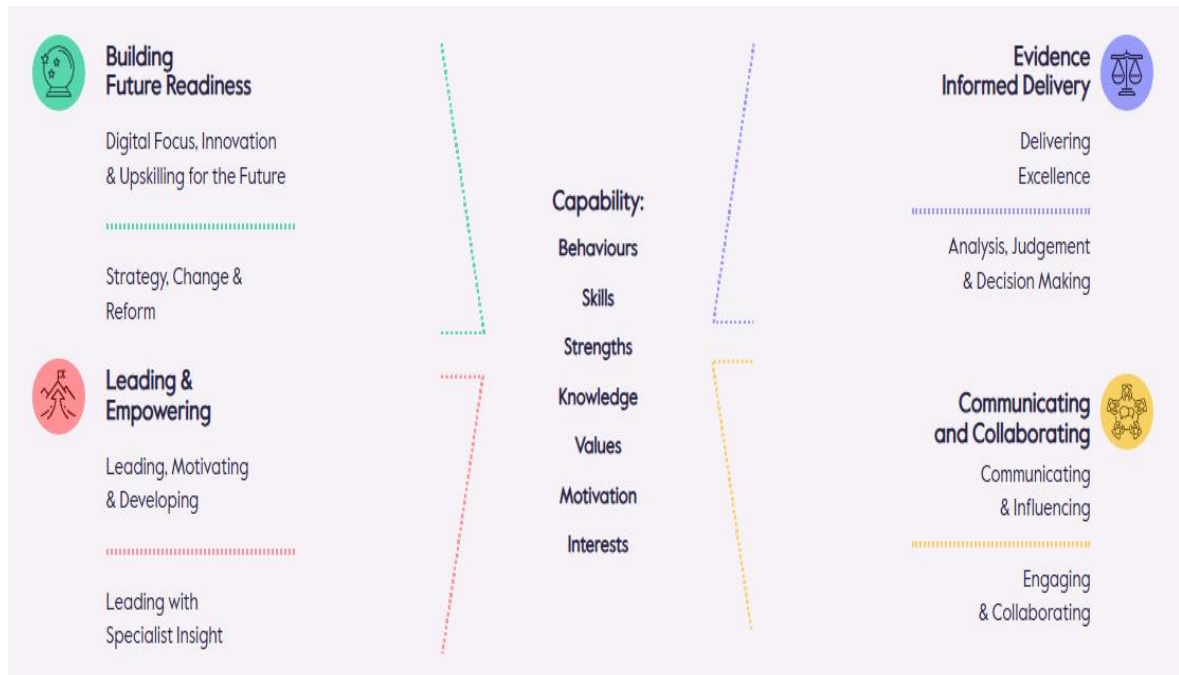 Building
Future Readiness
Digital Focus, Innovation
& Upskilling for the Future
Strategy, Change &
Reform
Leading &
Empowering
Leading, Motivating
& Developing
Leading with
Specialist Insight
Capability:
Behaviours
Skills
Strengths
Knowledge
Values
Motivation
Interests
Evidence
Informed Delivery
Delivering
Excellence
Analysis, Judgement
& Decision Making
Communicating
and Collaborating
Communicating
& Influencing
Engaging
& Collaborating